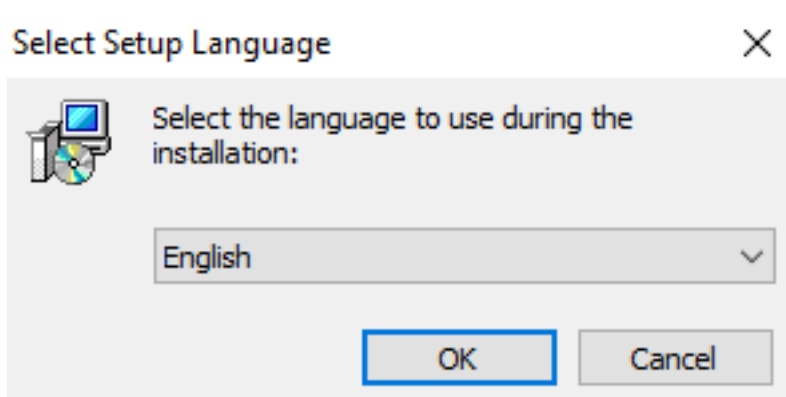 Select Setup Language
Select the language to use during the
installation:
English
OK
Cancel